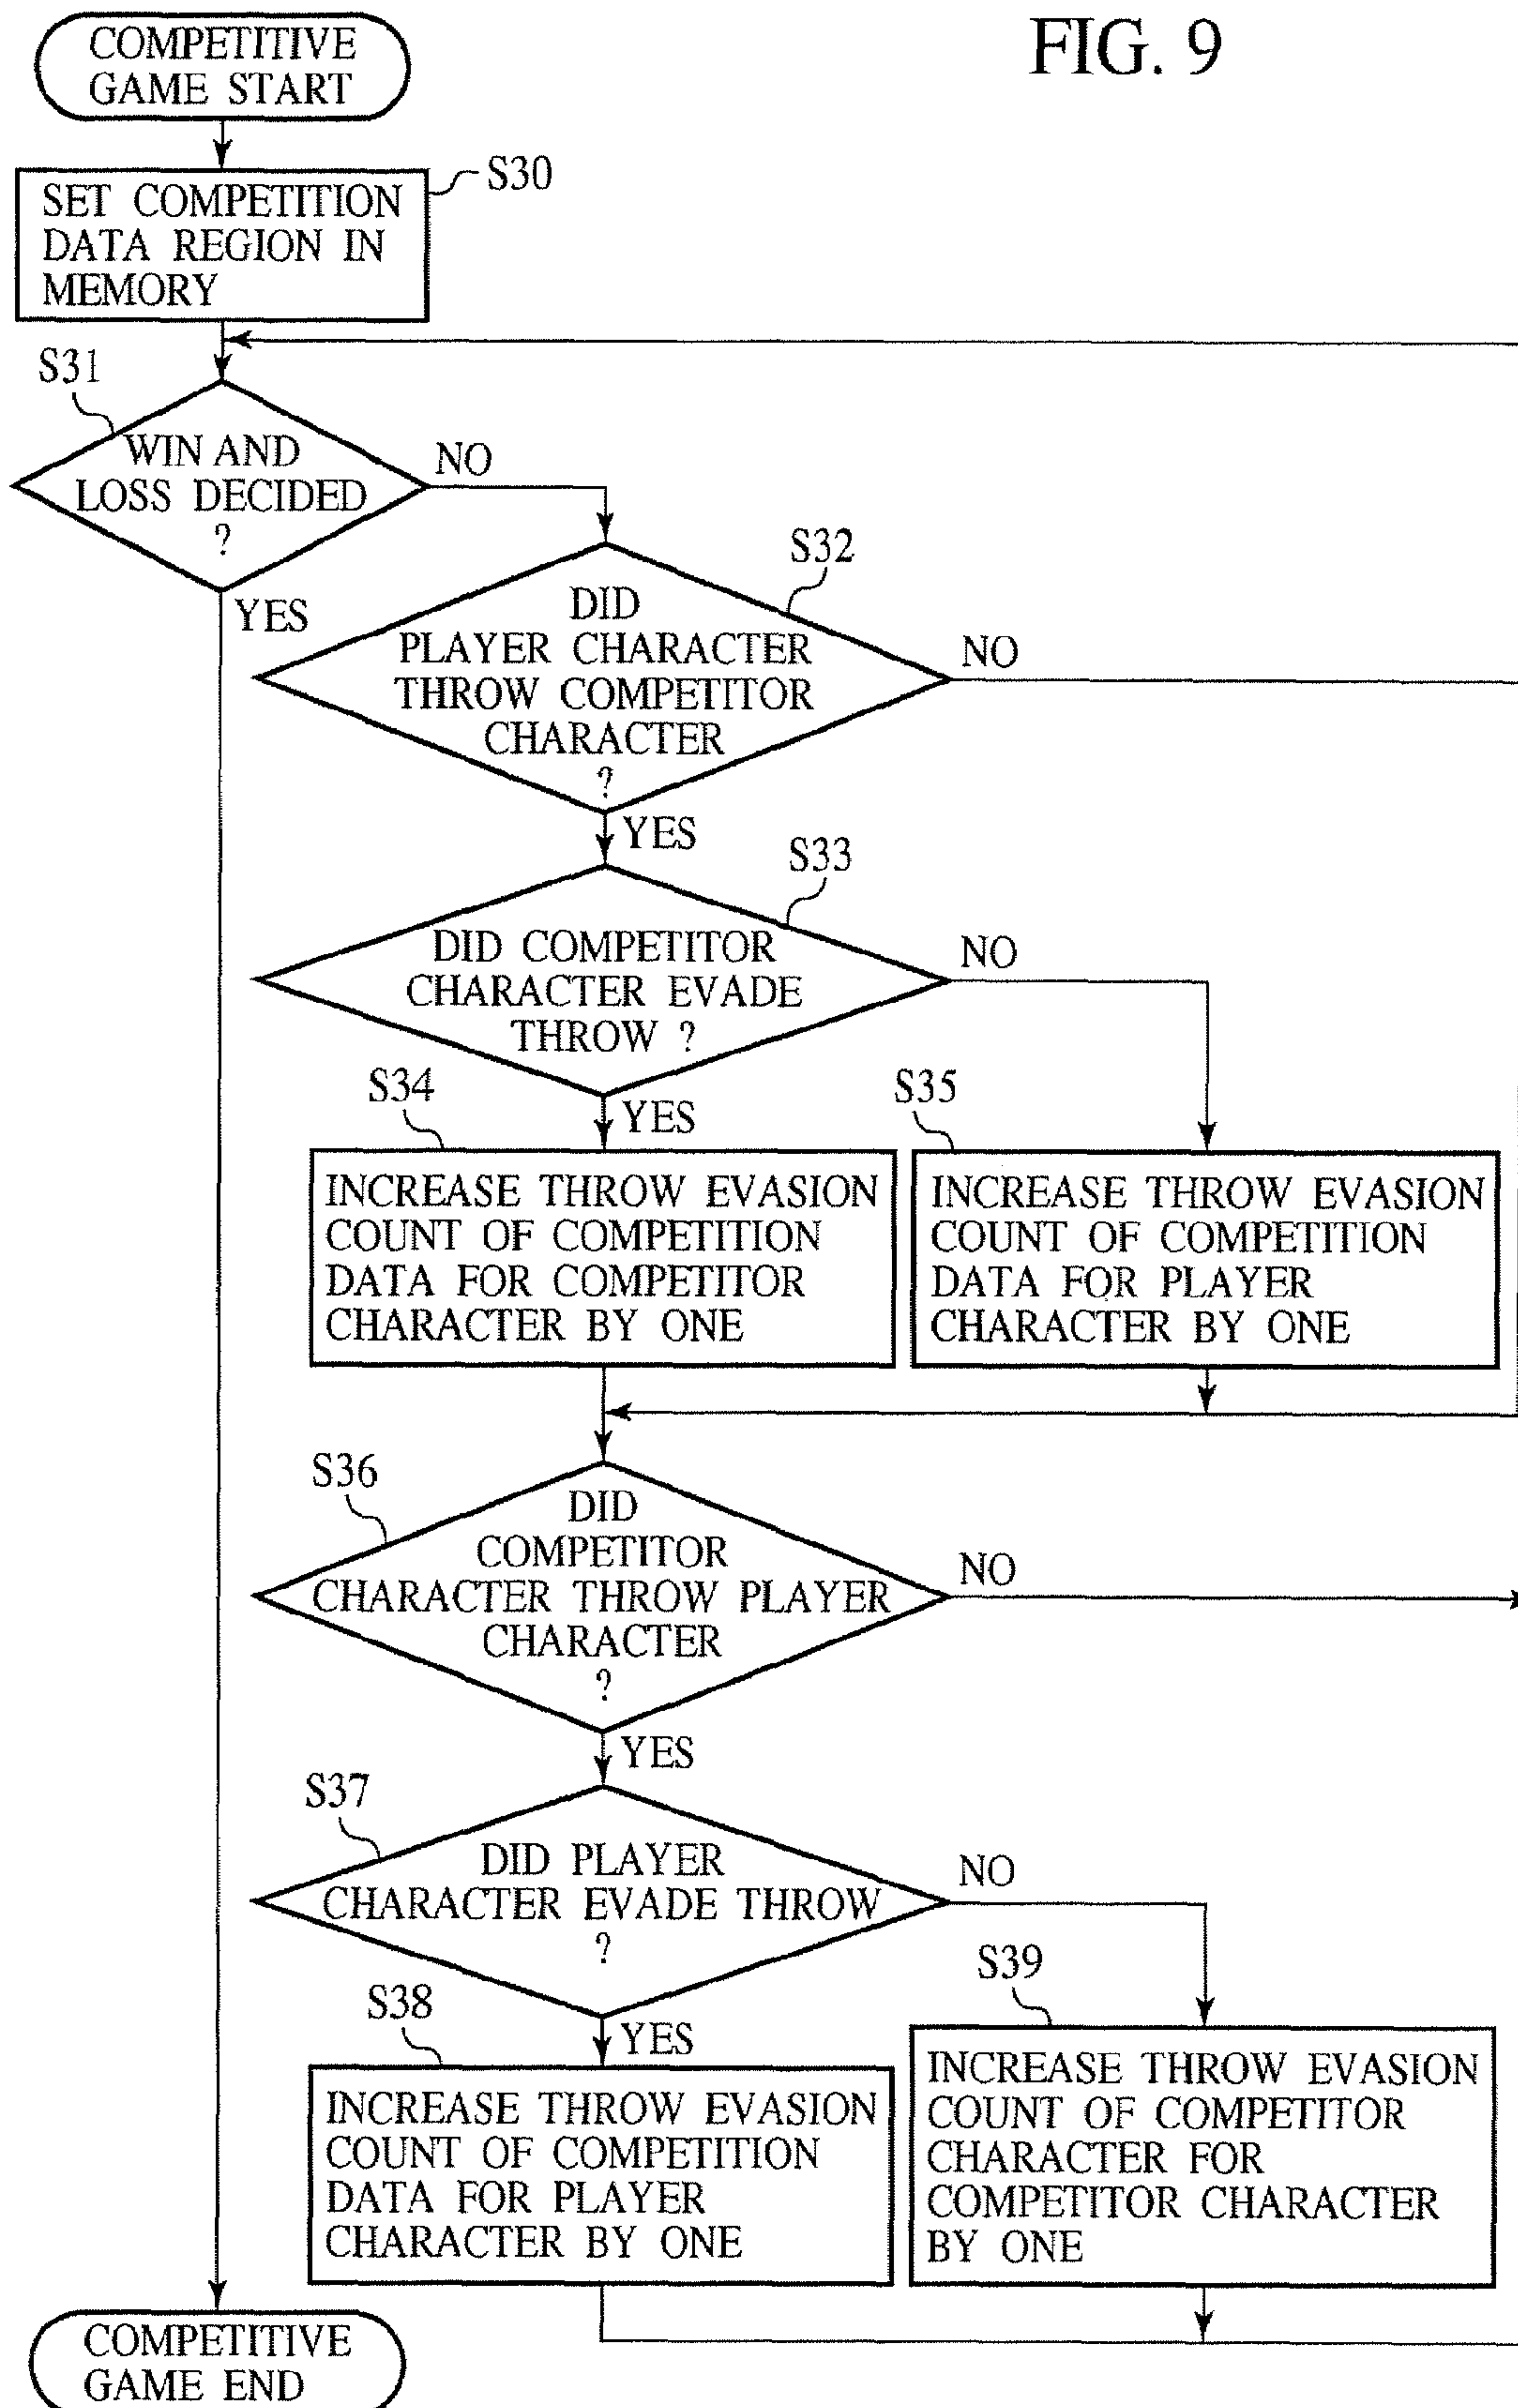 FIG. 9
COMPETITIVE
GAME START
S30
SET COMPETITION
DATA REGION IN
MEMORY
S31
WIN AND
LOSS DECIDED
?
NO
YES
S32
DID
PLAYER CHARACTER
THROW COMPETITOR
CHARACTER
?
NO
YES
S33
DID COMPETITOR
CHARACTER EVADE
THROW ?
NO
YES
S34
INCREASE THROW EVASION
COUNT OF COMPETITION
DATA FOR COMPETITOR
CHARACTER BY ONE
S35
INCREASE THROW EVASION
COUNT OF COMPETITION
DATA FOR PLAYER
CHARACTER BY ONE
S36
DID
COMPETITOR
CHARACTER THROW PLAYER
CHARACTER
?
NO
YES
S37
DID PLAYER
CHARACTER EVADE THROW
?
NO
YES
S38
INCREASE THROW EVASION
COUNT OF COMPETITION
DATA FOR PLAYER
CHARACTER BY ONE
S39
INCREASE THROW EVASION
COUNT OF COMPETITOR
CHARACTER FOR
COMPETITOR CHARACTER
BY ONE
COMPETITIVE
GAME END